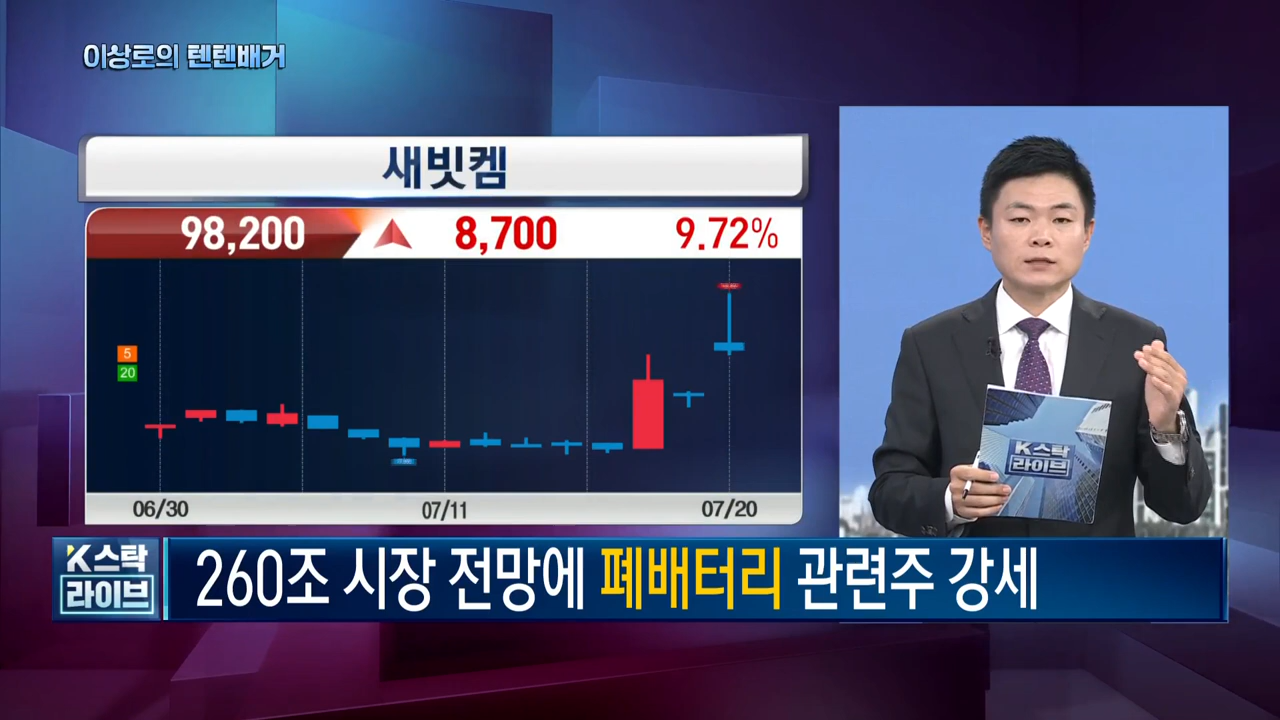 이상로의 텐텐배거
새빗켐
98,200 8,700 9.72%
5
20
06/30 07/11 07/20
K스탁
라이브
K스탁
라이브
260조 시장 전망에 폐배터리 관련주 강세